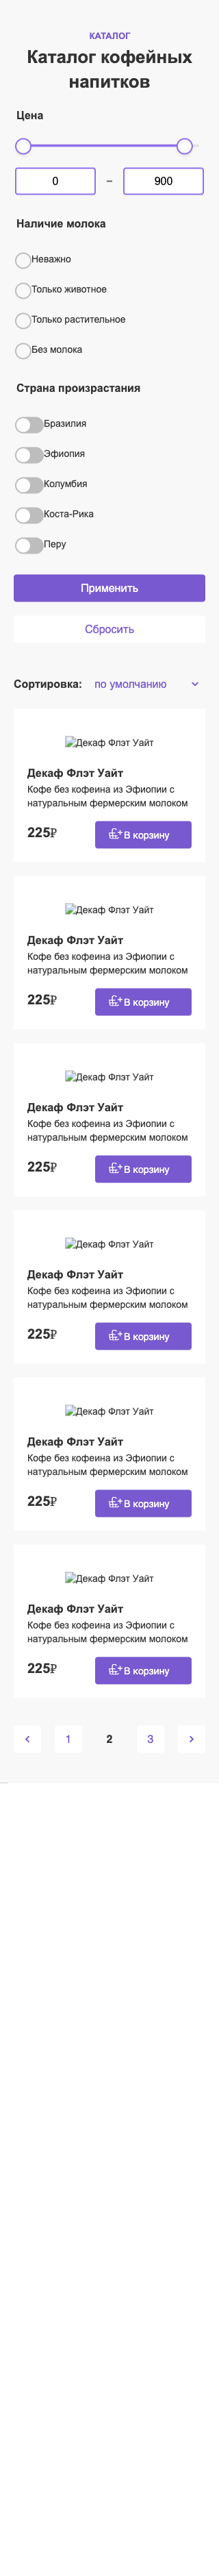 КАТАЛОГ
Каталог кофейных
напитков
Цена
0 – 900
Наличие молока
Неважно
Только животное
Только растительное
Без молока
Страна произрастания
Бразилия
Эфиопия
Колумбия
Коста-Рика
Перу
Применить
Сбросить
Сортировка: по умолчанию
Декаф Флэт Уайт
Декаф Флэт Уайт
Кофе без кофеина из Эфиопии с
натуральным фермерским молоком
225₽ В корзину
Декаф Флэт Уайт
Декаф Флэт Уайт
Кофе без кофеина из Эфиопии с
натуральным фермерским молоком
225₽ В корзину
Декаф Флэт Уайт
Декаф Флэт Уайт
Кофе без кофеина из Эфиопии с
натуральным фермерским молоком
225₽ В корзину
Декаф Флэт Уайт
Декаф Флэт Уайт
Кофе без кофеина из Эфиопии с
натуральным фермерским молоком
225₽ В корзину
Декаф Флэт Уайт
Декаф Флэт Уайт
Кофе без кофеина из Эфиопии с
натуральным фермерским молоком
225₽ В корзину
Декаф Флэт Уайт
Декаф Флэт Уайт
Кофе без кофеина из Эфиопии с
натуральным фермерским молоком
225₽ В корзину
1 2 3